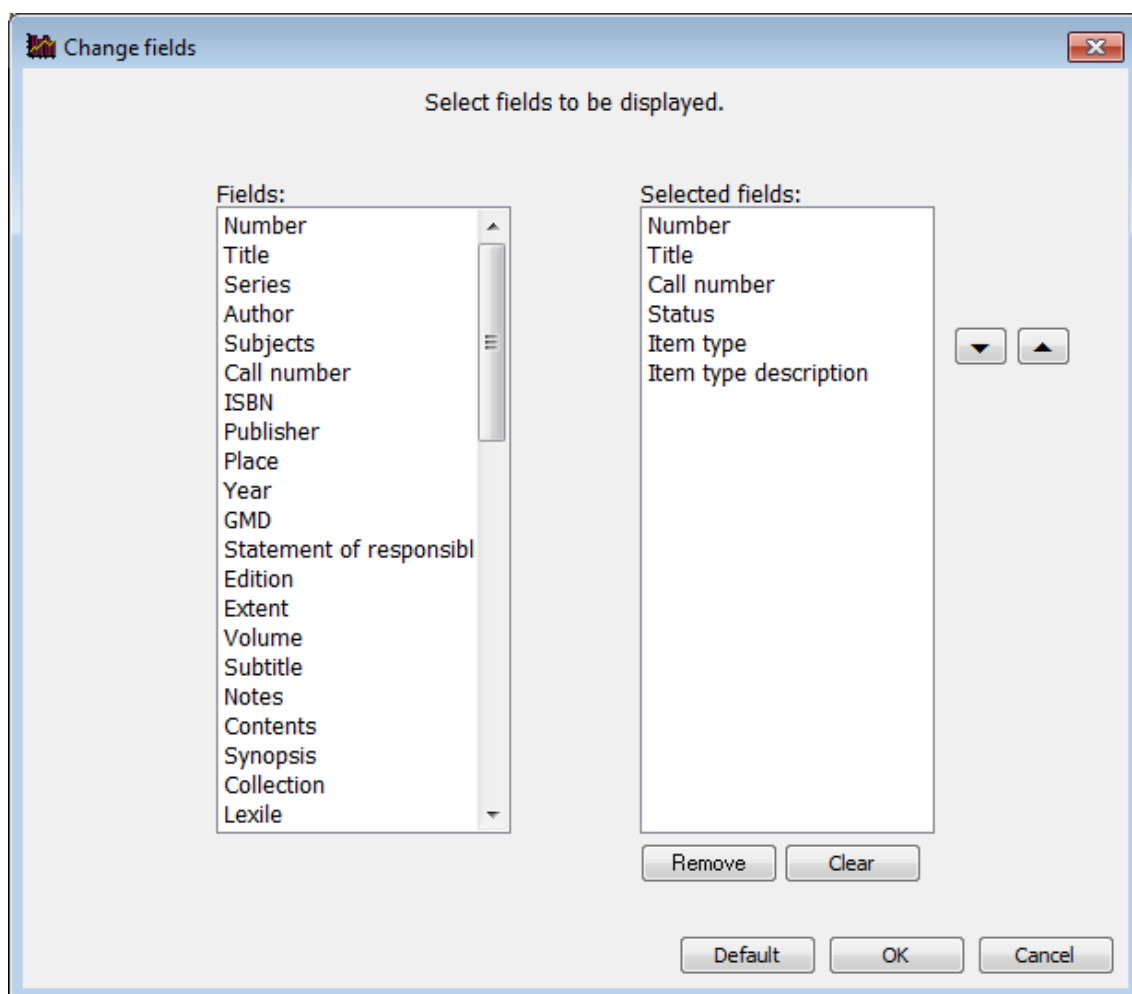 Change fields
Select fields to be displayed.
Fields:
Number
Title
Series
Author
Subjects
Call number
ISBN
Publisher
Place
Year
GMD
Statement of responsibl
Edition
Extent
Volume
Subtitle
Notes
Contents
Synopsis
Collection
Lexile
Selected fields:
Number
Title
Call number
Status
Item type
Item type description
Remove Clear
Default OK Cancel